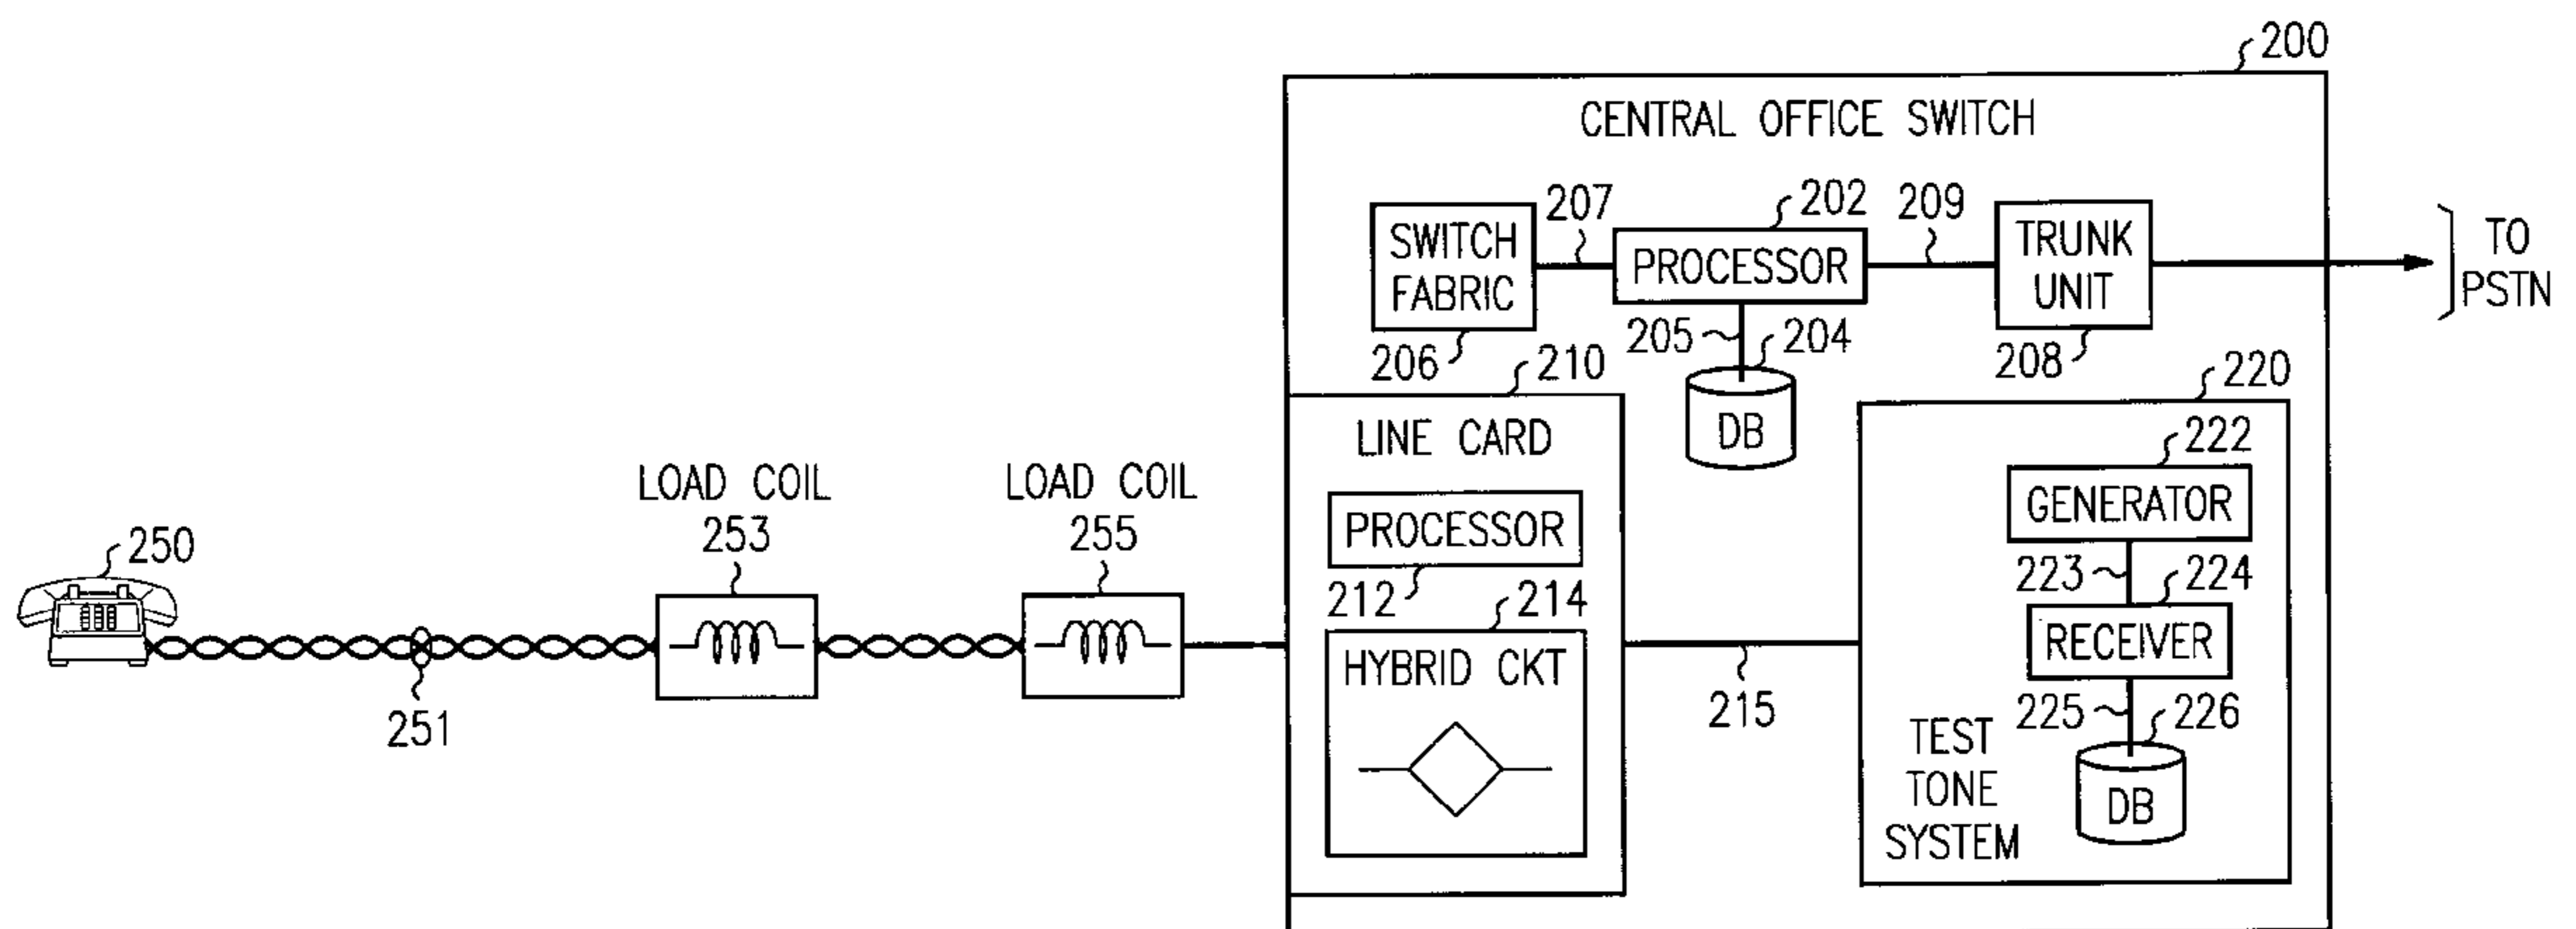 200
CENTRAL OFFICE SWITCH
207
202
209
SWITCH
FABRIC
PROCESSOR
TRUNK
UNIT
TO
PSTN
206
205
204
208
210
220
DB
LINE CARD
222
GENERATOR
LOAD COIL
253
LOAD COIL
255
PROCESSOR
250
212
214
223
224
RECEIVER
HYBRID CKT
251
215
225
226
TEST
TONE
SYSTEM
DB